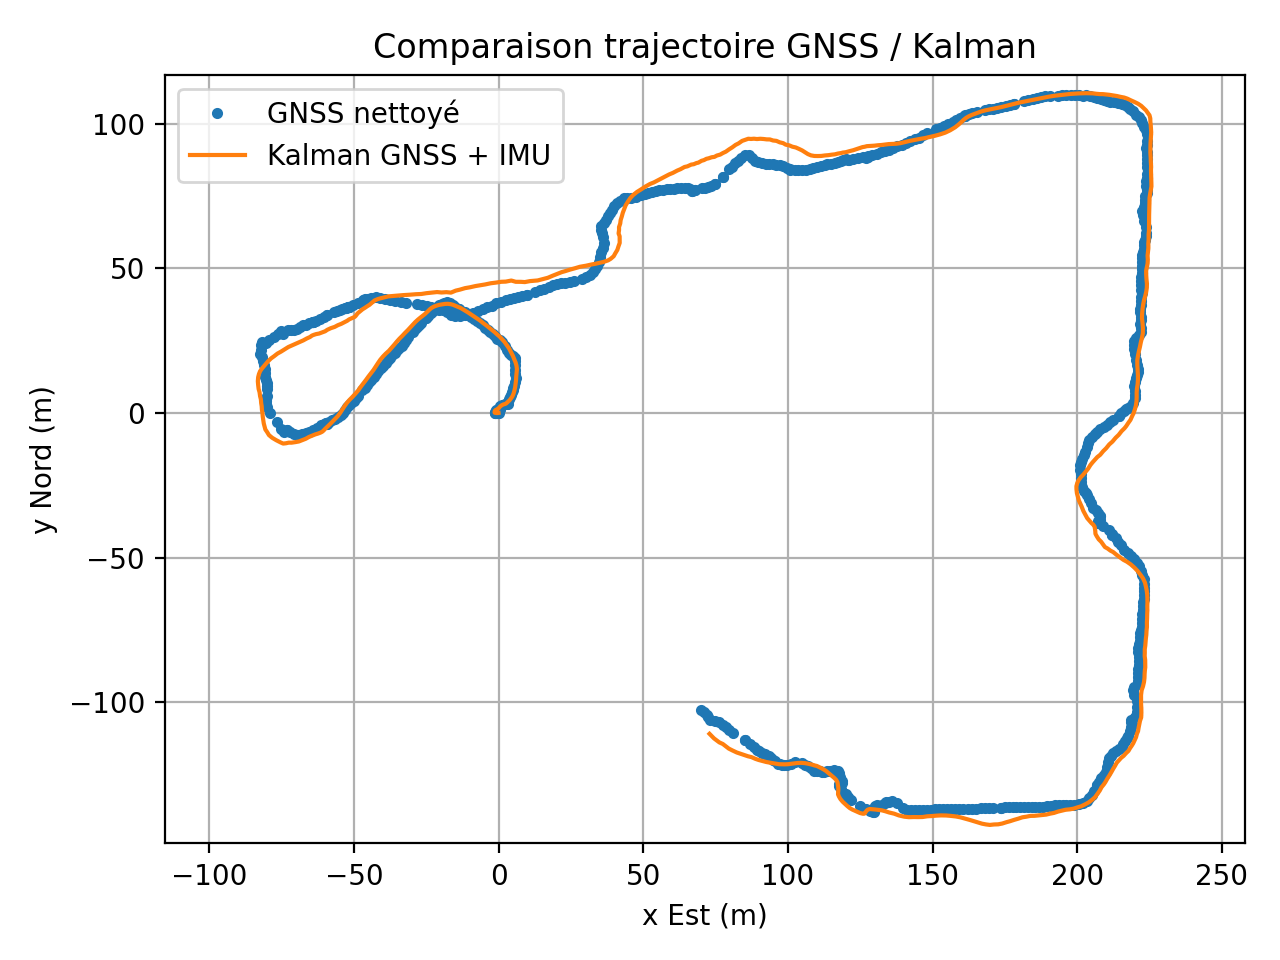 Comparaison trajectoire GNSS / Kalman
GNSS nettoyé
Kalman GNSS + IMU
100
50
0
−50
−100
y Nord (m)
−100
−50
0
50
100
150
200
250
x Est (m)